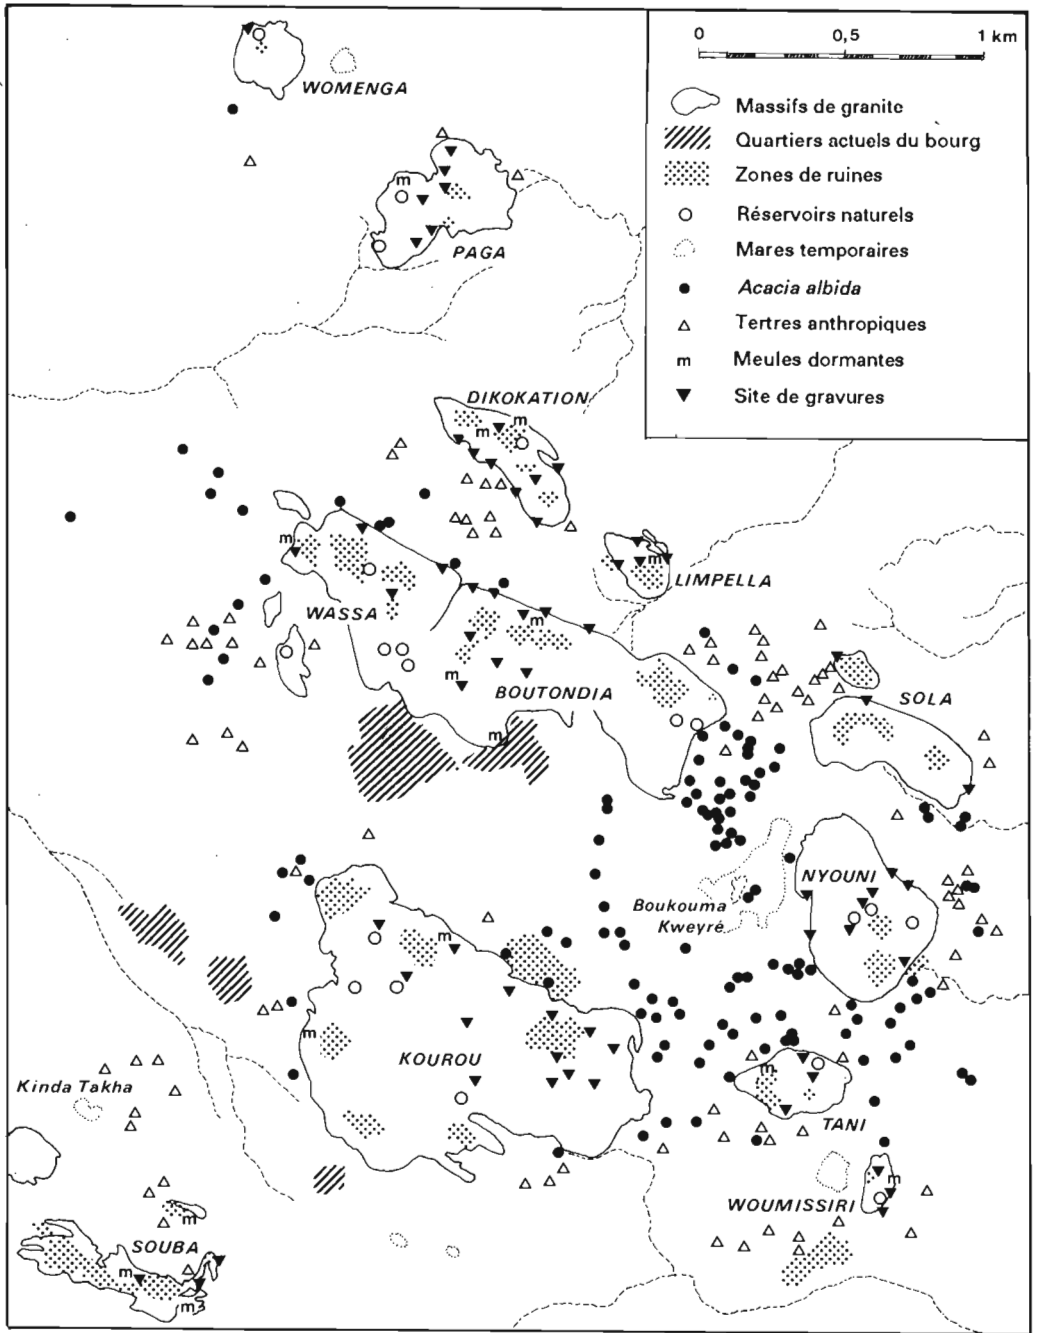 0 0,5 1 km
Massifs de granite
Quartiers actuels du bourg
Zones de ruines
Réservoirs naturels
Mares temporaires
Acacia albida
Tertres anthropiques
m Meules dormantes
Site de gravures
WOMENGA
m
PAGA
DIKOKATION
m
m
m
m
LIMPELLA
WASSA
m
m
BOUTONDIA
SOLA
m
NYOUNI
Boukouma
Kweyré
m
m
KOUROU
m
Kinda Takha
TANI
m
WOUMISSIRI
m
SOUBA
m
m3